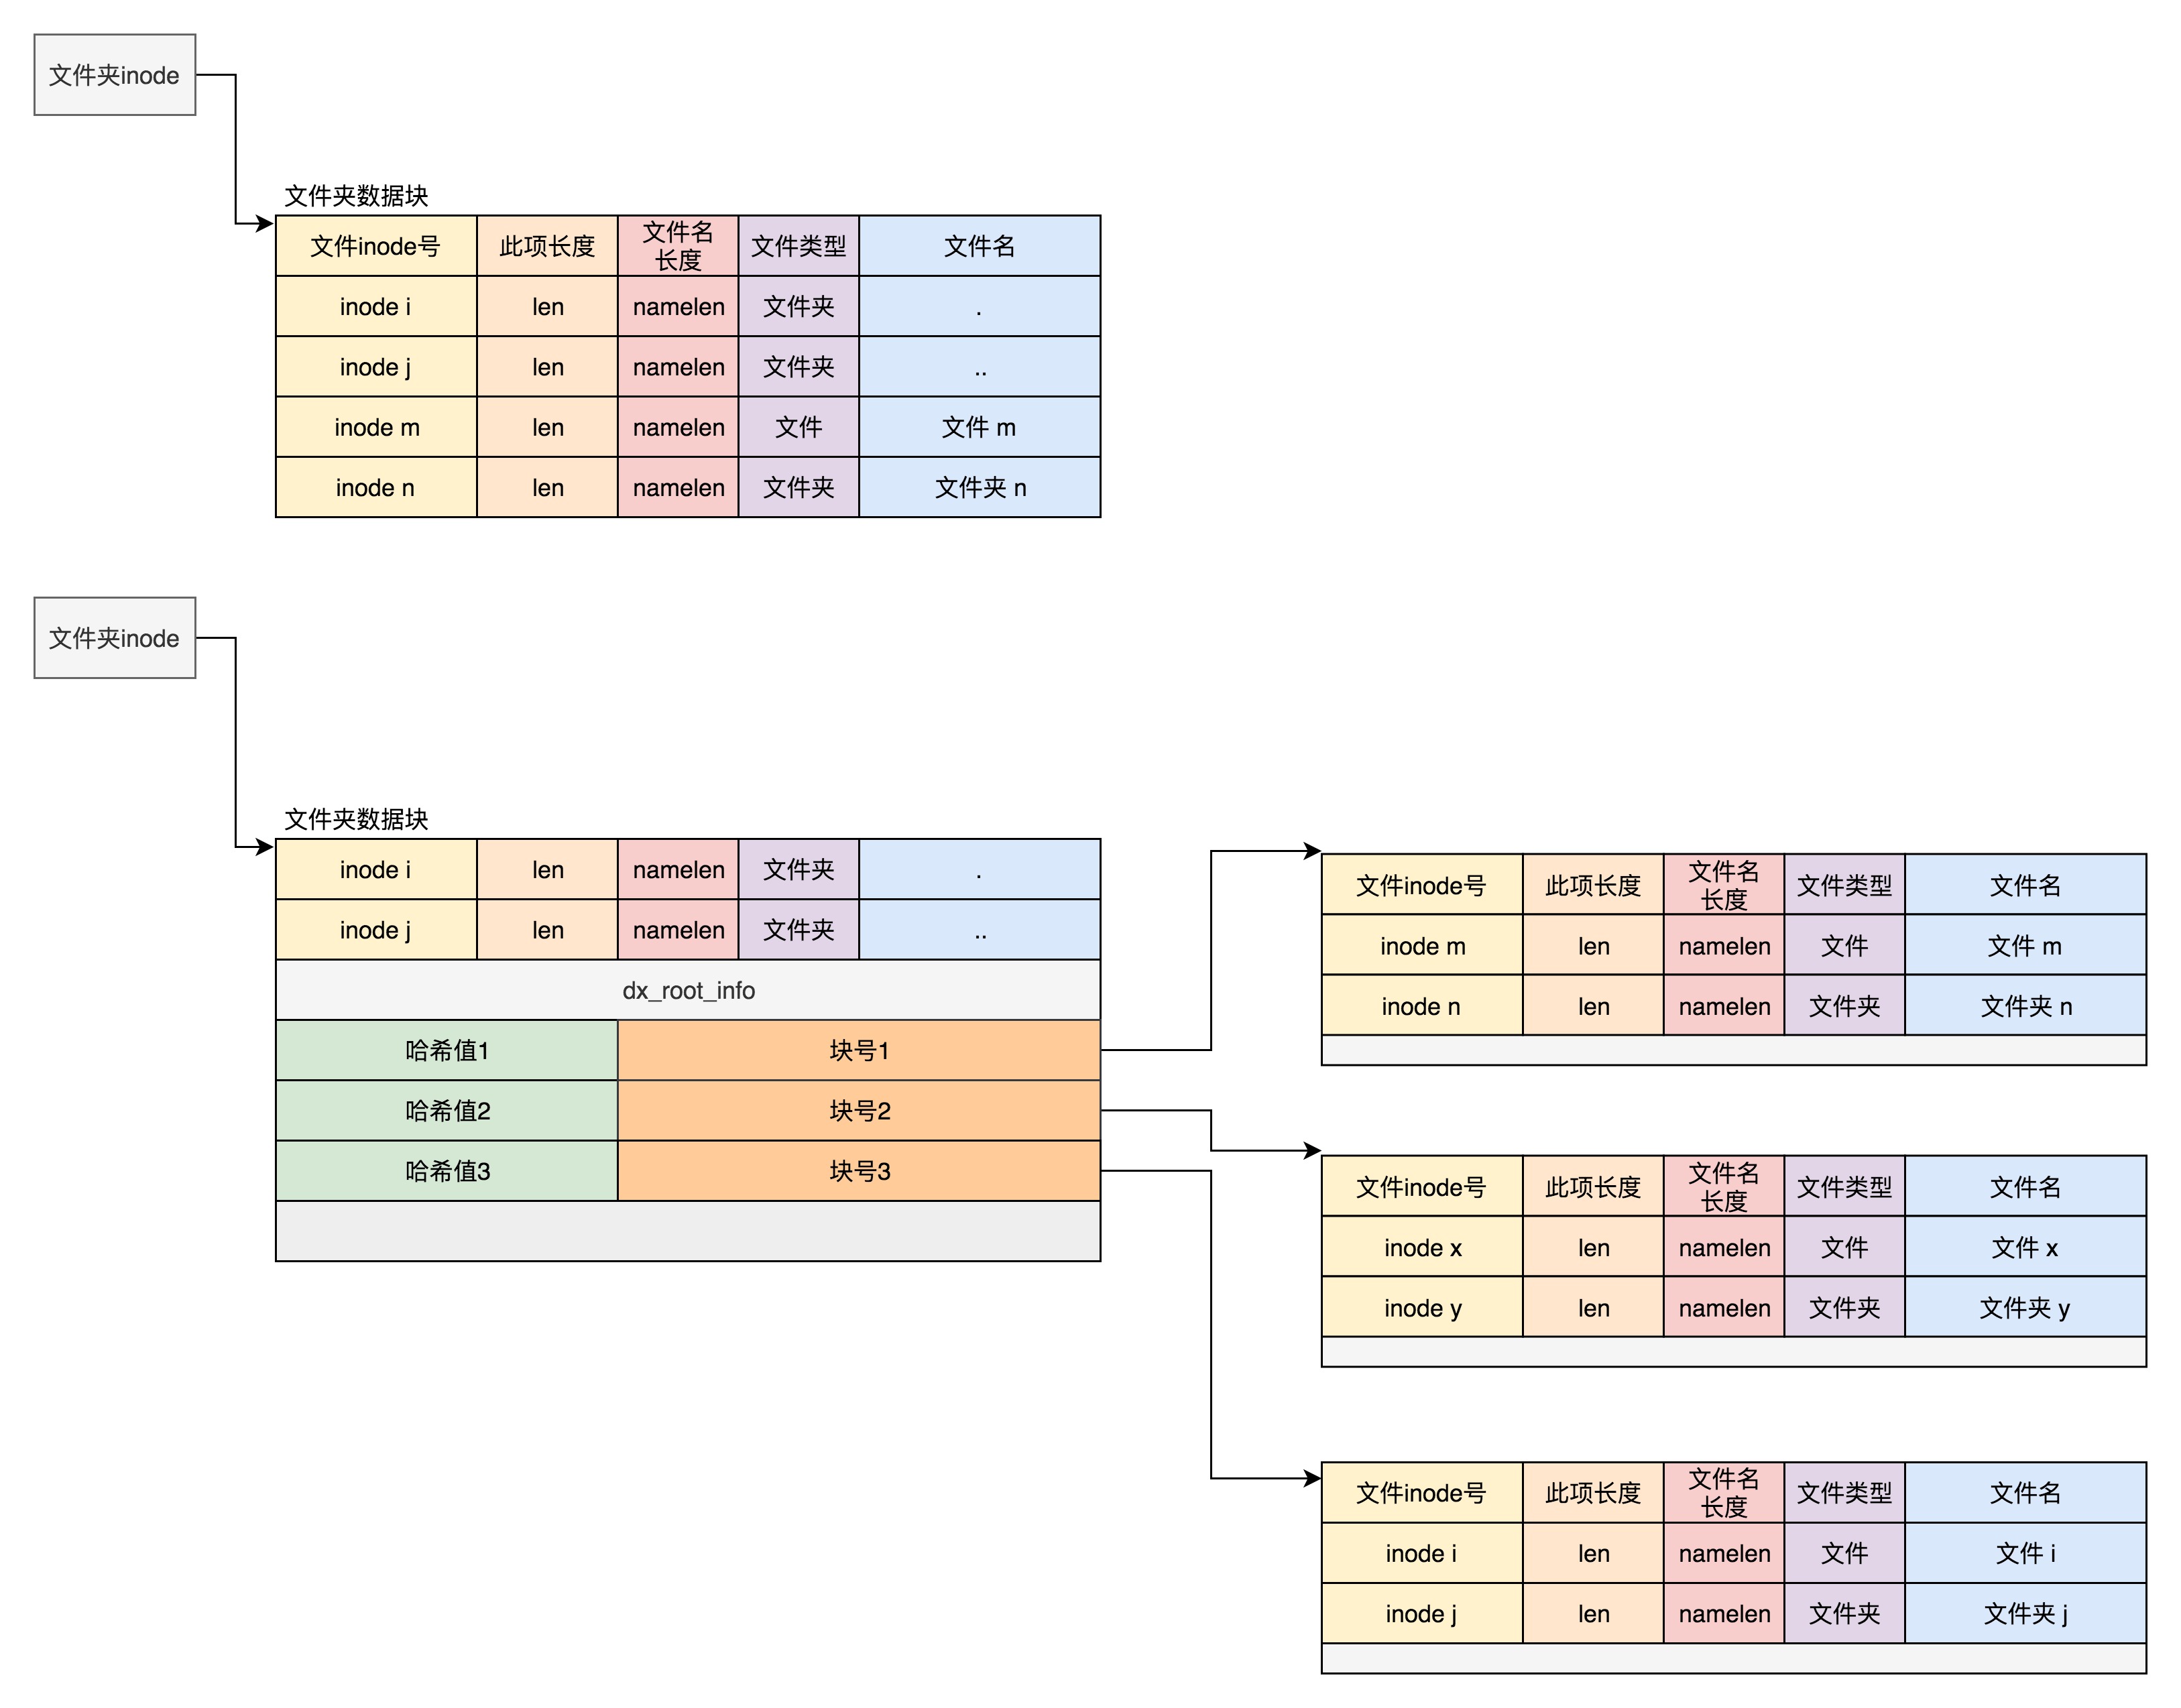 文件夹inode
文件夹数据块
文件inode号 此项长度 文件名长度 文件类型 文件名
inode i len namelen 文件夹 .
inode j len namelen 文件夹 ..
inode m len namelen 文件 文件 m
inode n len namelen 文件夹 文件夹 n
文件夹inode
文件夹数据块
inode i len namelen 文件夹 .
inode j len namelen 文件夹 ..
dx_root_info
哈希值1 块号1
哈希值2 块号2
哈希值3 块号3
文件inode号 此项长度 文件名长度 文件类型 文件名
inode m len namelen 文件 文件 m
inode n len namelen 文件夹 文件夹 n
文件inode号 此项长度 文件名长度 文件类型 文件名
inode x len namelen 文件 文件 x
inode y len namelen 文件夹 文件夹 y
文件inode号 此项长度 文件名长度 文件类型 文件名
inode i len namelen 文件 文件 i
inode j len namelen 文件夹 文件夹 j